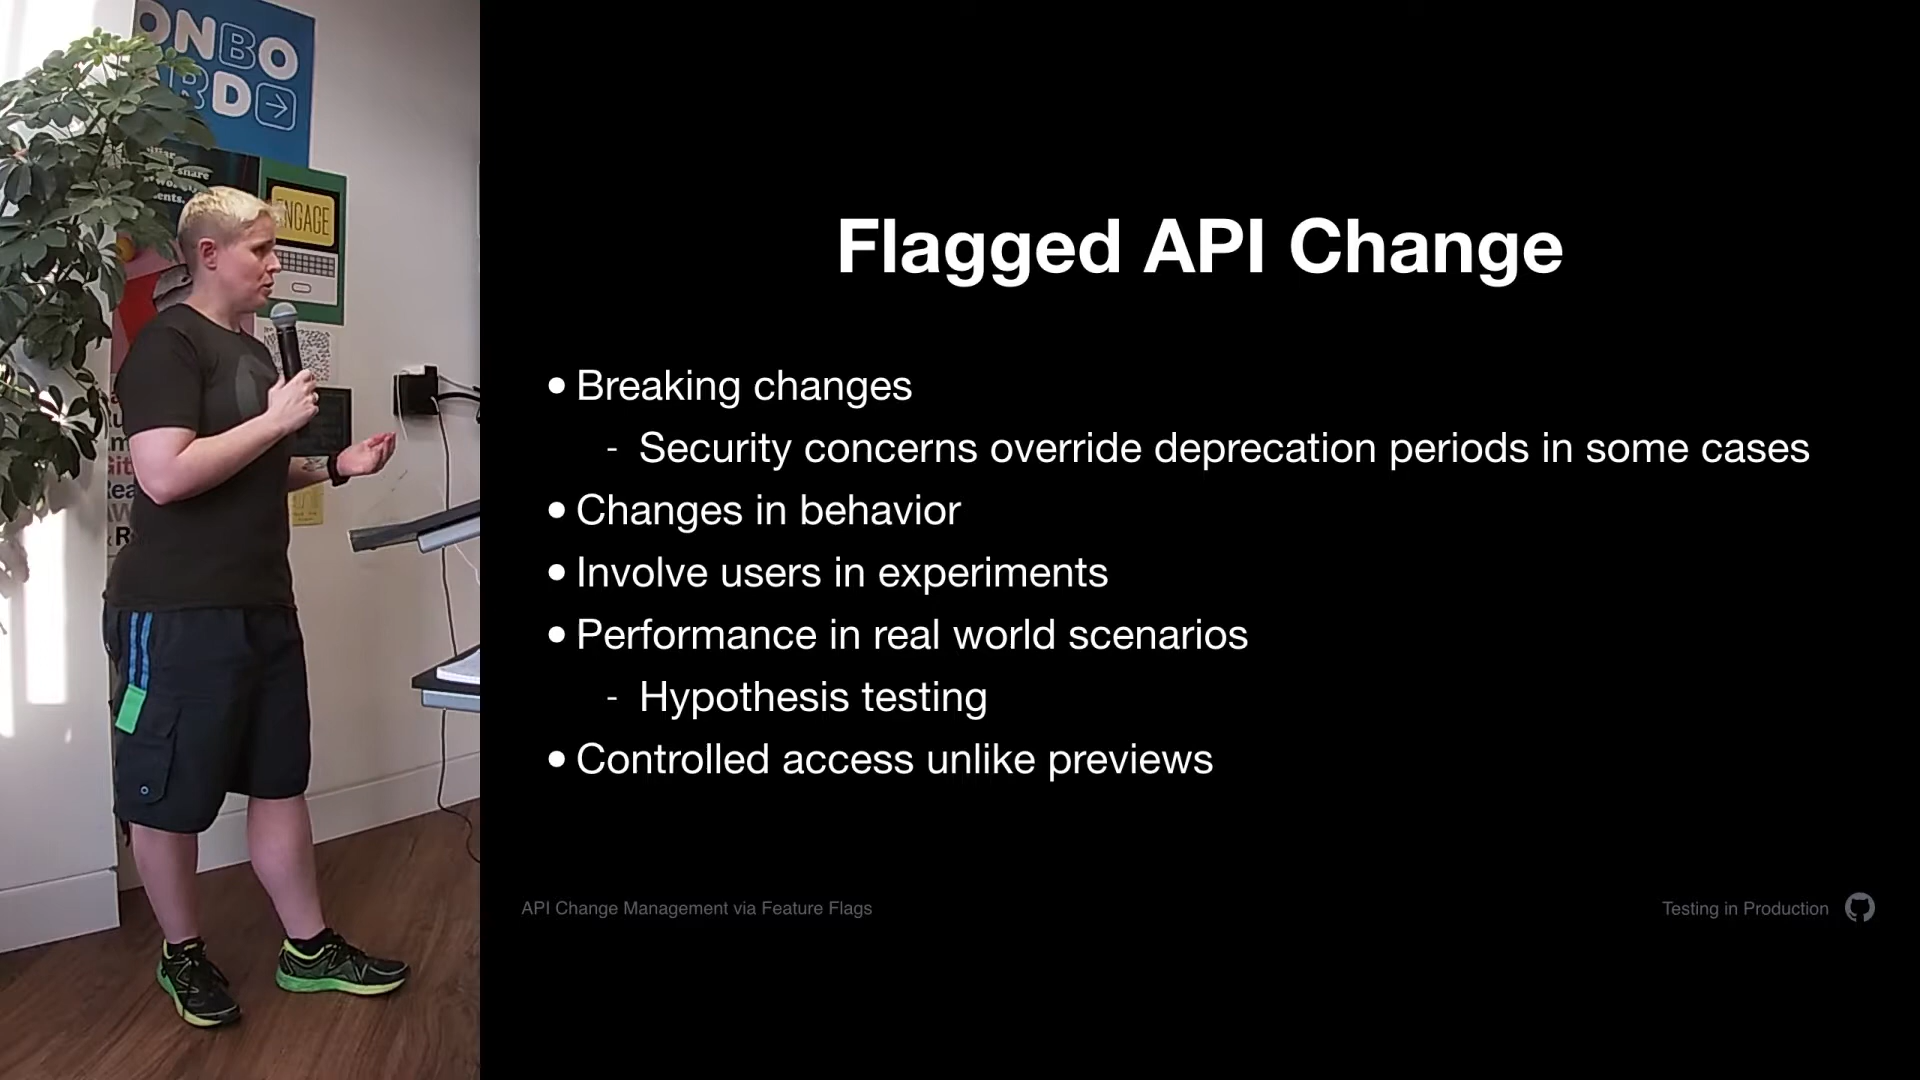 ONBO
ARD
share
ENGAGE
Flagged API Change
• Breaking changes
- Security concerns override deprecation periods in some cases
• Changes in behavior
• Involve users in experiments
• Performance in real world scenarios
- Hypothesis testing
• Controlled access unlike previews
API Change Management via Feature Flags
Testing in Production